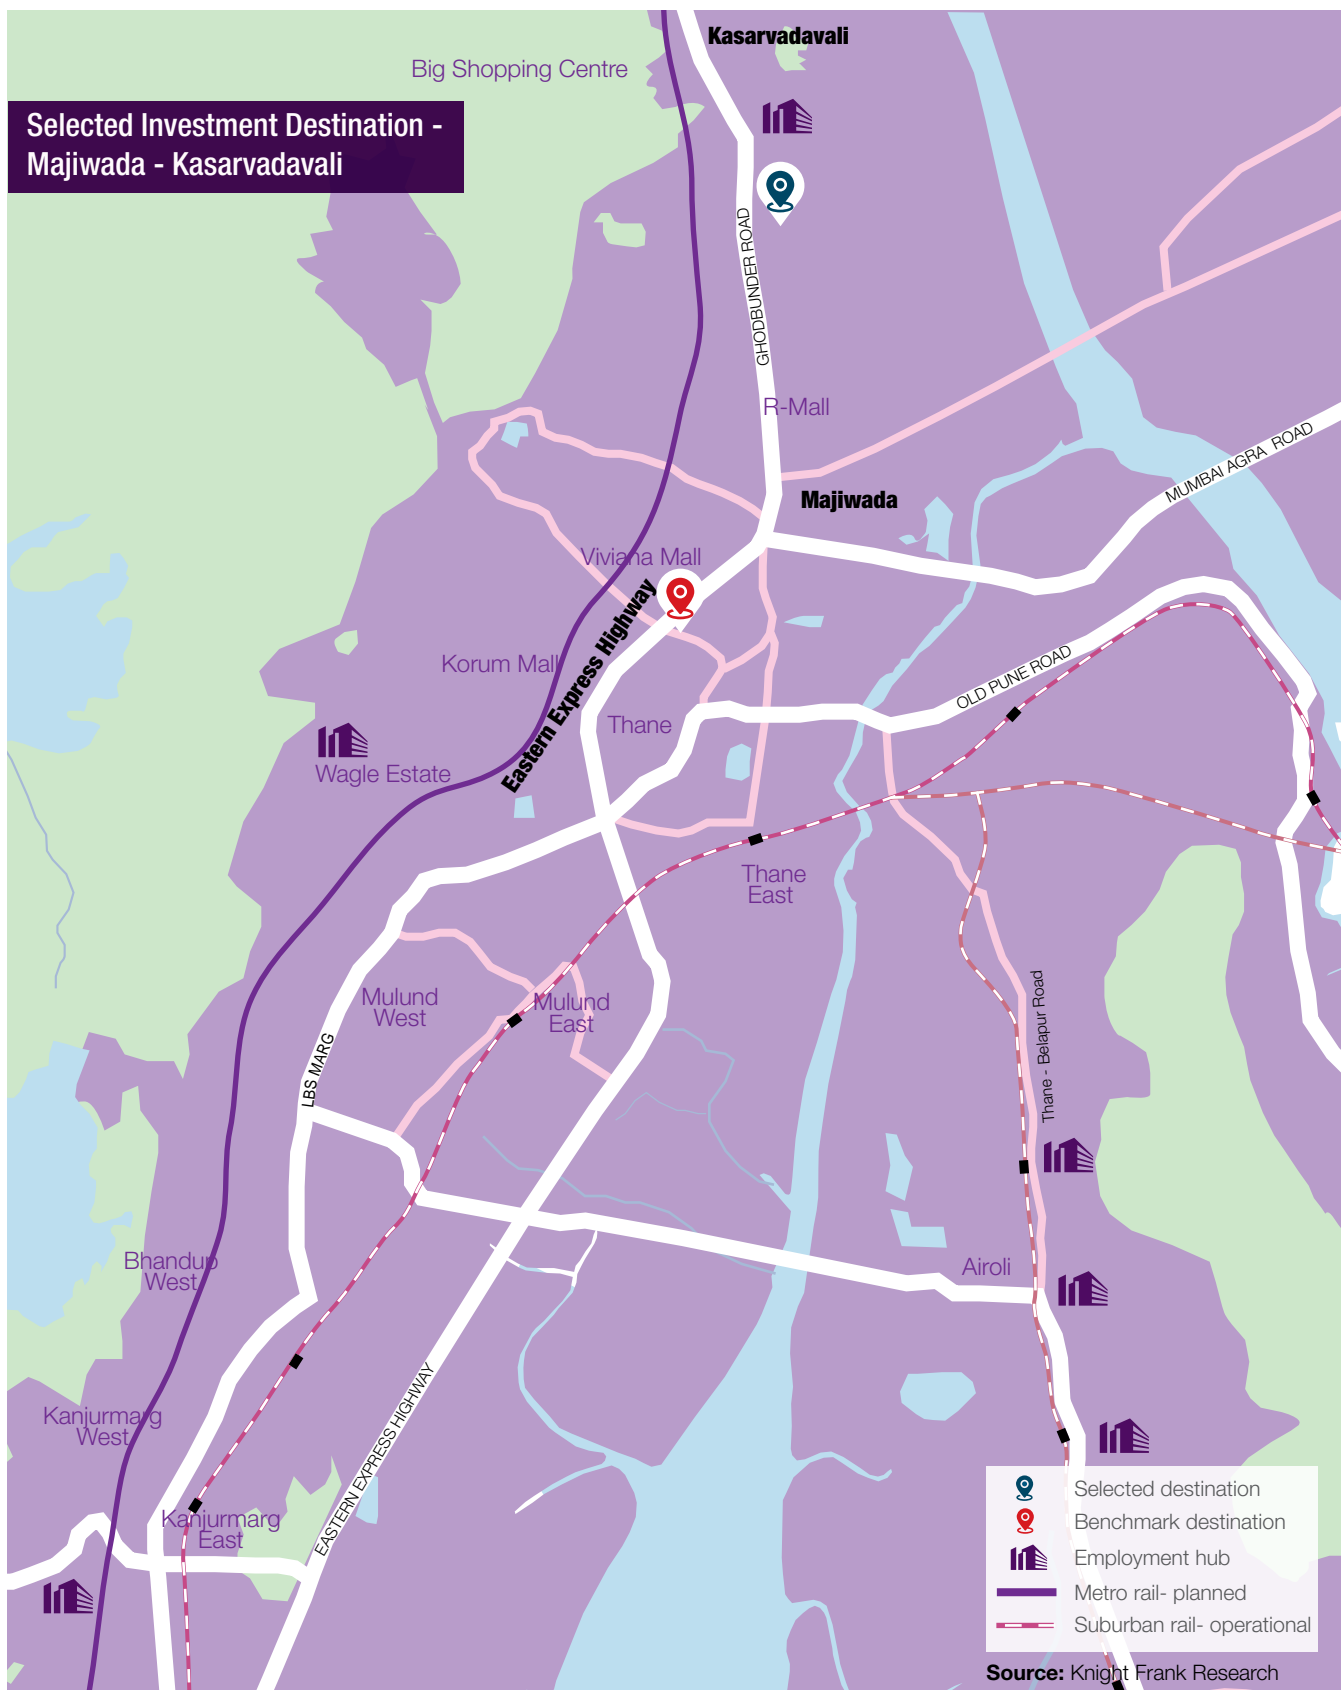 Kasarvadavali
Big Shopping Centre
Selected Investment Destination -
Majiwada - Kasarvadavali
GHODBUNDER ROAD
R-Mall
MUMBAI AGRA ROAD
Majiwada
Viviana Mall
Eastern Express Highway
Korum Mall
OLD PUNE ROAD
Thane
Wagle Estate
Thane
East
Mulund
West
Mulund
East
Thane - Belapur Road
LBS MARG
Bhandup
West
Airoli
Kanjurmarg
West
EASTERN EXPRESS HIGHWAY
Kanjurmarg
East
Selected destination
Benchmark destination
Employment hub
Metro rail- planned
Suburban rail- operational
Source: Knight Frank Research